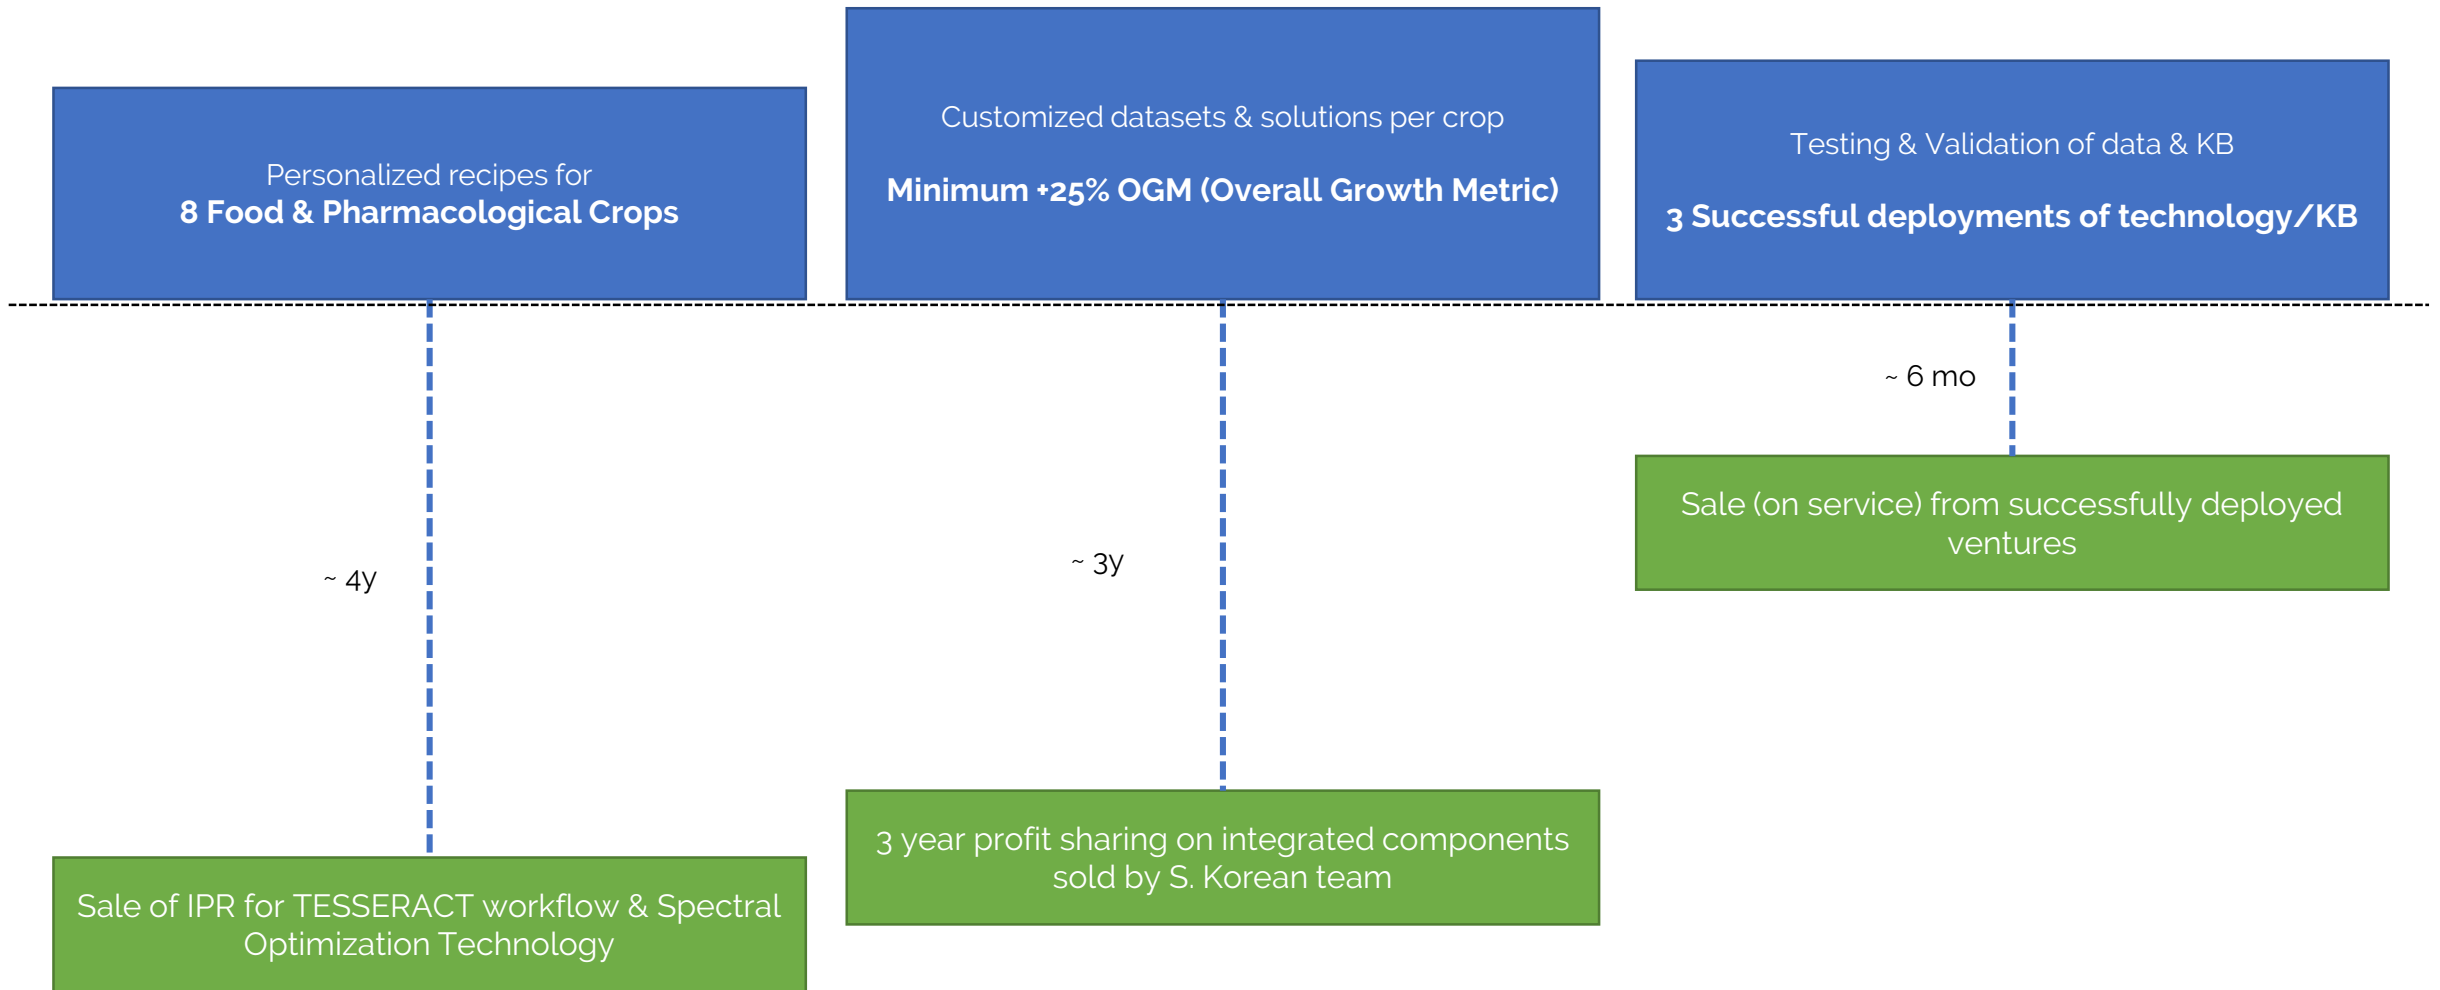 Personalized recipes for
8 Food & Pharmacological Crops
Customized datasets & solutions per crop
Minimum +25% OGM (Overall Growth Metric)
Testing & Validation of data & KB
3 Successful deployments of technology/KB
~ 4y
~ 3y
~ 6 mo
Sale of IPR for TESSERACT workflow & Spectral
Optimization Technology
3 year profit sharing on integrated components
sold by S. Korean team
Sale (on service) from successfully deployed
ventures